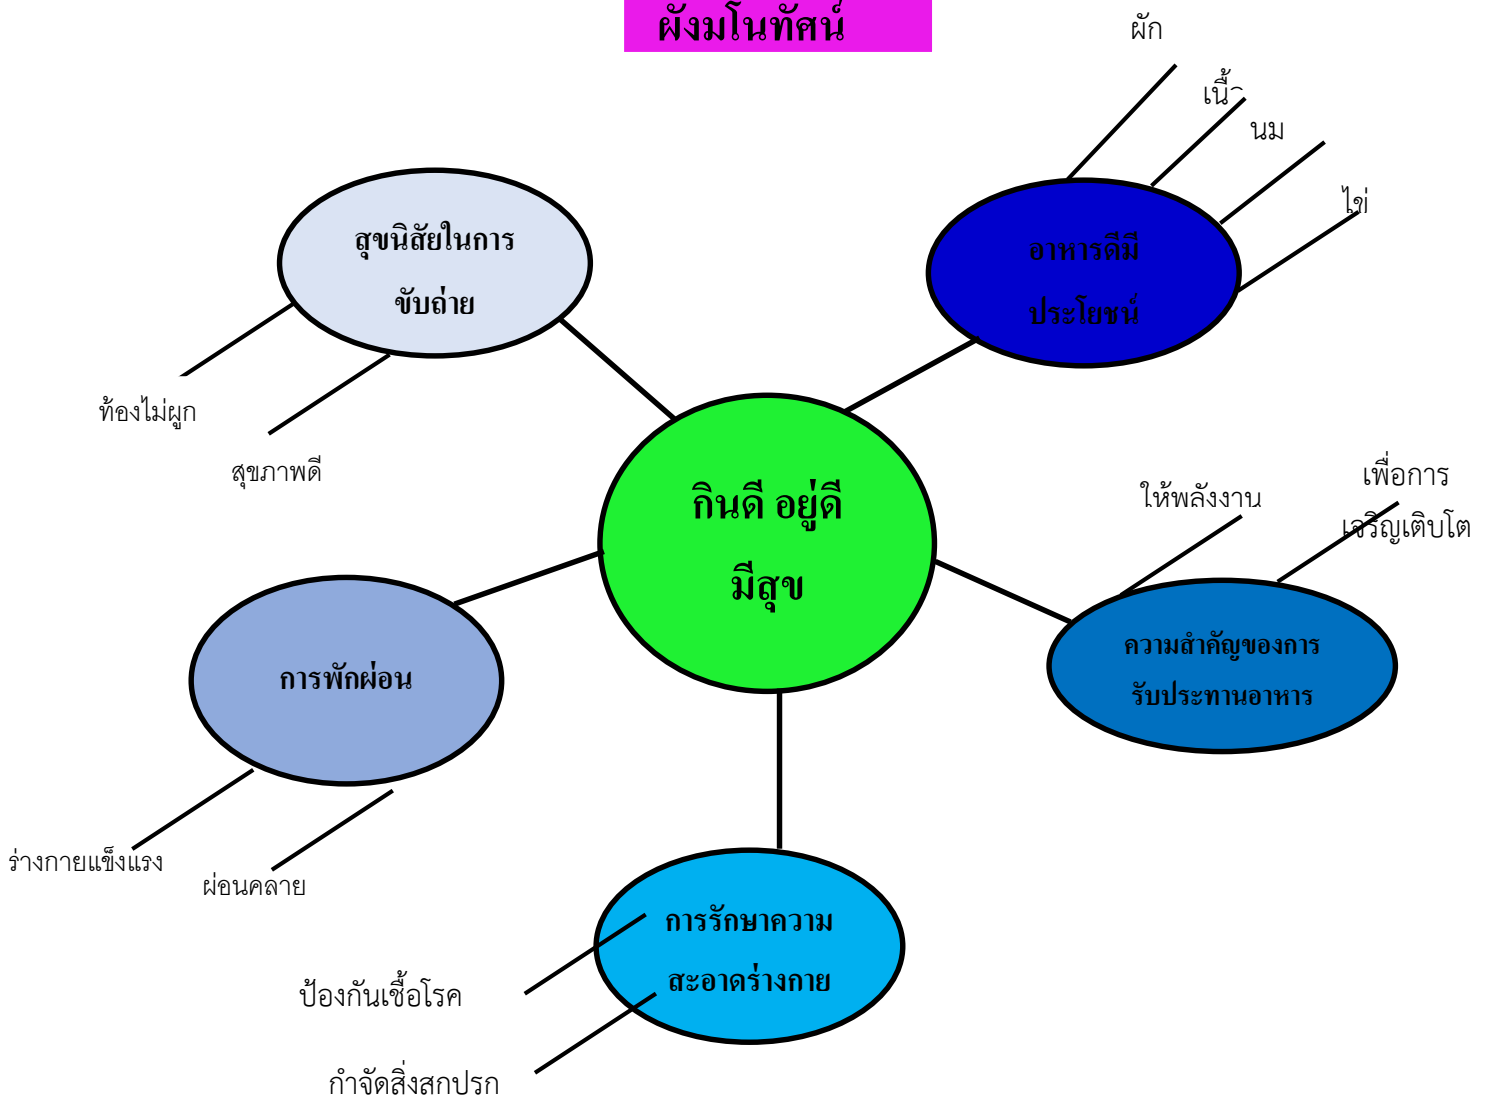 ผังมโนทัศน์
ผัก
นม
ไข่
สุขนิสัยในการ
ขับถ่าย
อาหารดีมี
ประโยชน์
ท้องไม่ผูก
สุขภาพดี
กินดี อยู่ดี
มีสุข
ให้พลังงาน
เพื่อการ
เจริญเติบโต
การพักผ่อน
ความสำคัญของการ
รับประทานอาหาร
ร่างกายแข็งแรง
ผ่อนคลาย
การรักษาความ
สะอาดร่างกาย
ป้องกันเชื้อโรค
กำจัดสิ่งสกปรก